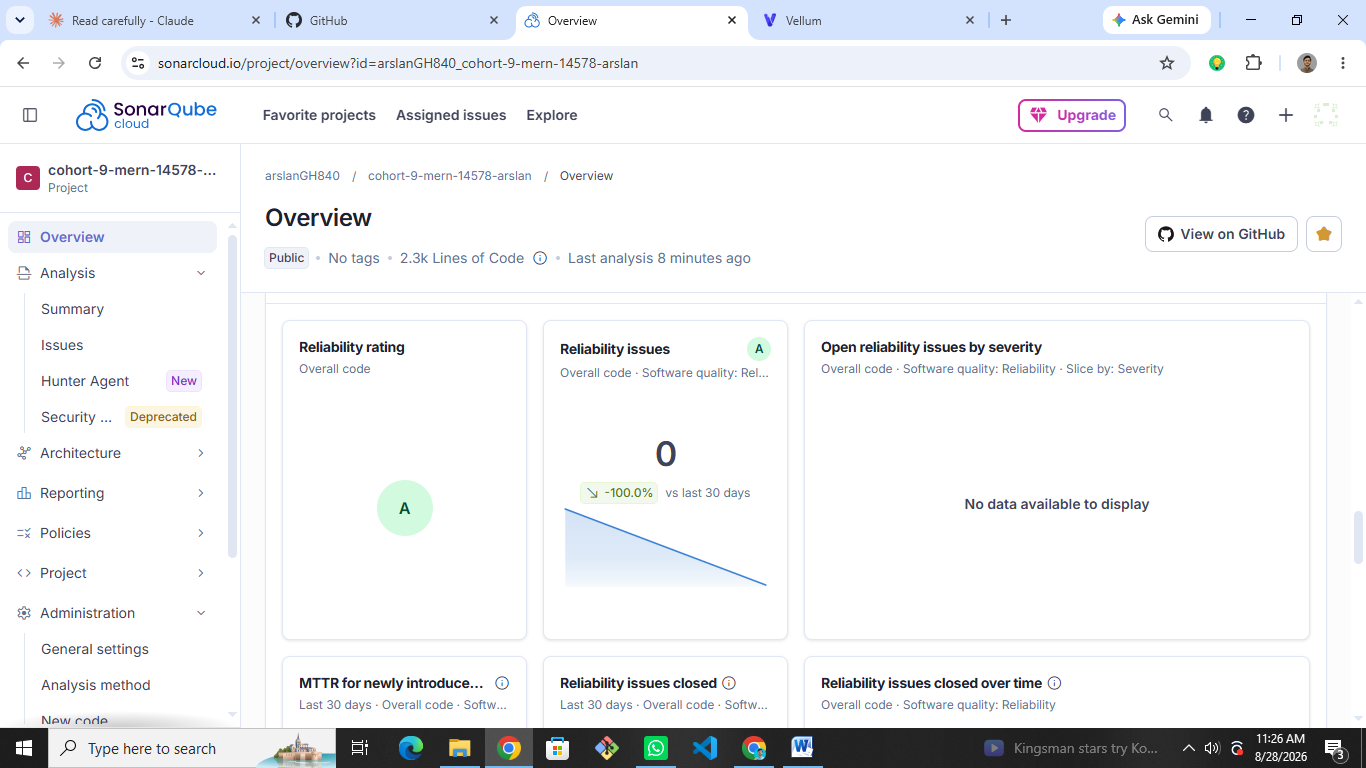 Read carefully - Claude
GitHub
Overview
Vellum
Ask Gemini
sonarcloud.io/project/overview?id=arslanGH840_cohort-9-mern-14578-arslan
SonarQube cloud
Favorite projects
Assigned issues
Explore
Upgrade
C
cohort-9-mern-14578-...
Project
Overview
Analysis
Summary
Issues
Hunter Agent
New
Security ...
Deprecated
Architecture
Reporting
Policies
Project
Administration
General settings
Analysis method
New code
arslanGH840 / cohort-9-mern-14578-arslan / Overview
Overview
Public • No tags • 2.3k Lines of Code • Last analysis 8 minutes ago
View on GitHub
Reliability rating
Overall code
A
Reliability issues
A
Overall code · Software quality: Rel...
0
-100.0% vs last 30 days
Open reliability issues by severity
Overall code · Software quality: Reliability · Slice by: Severity
No data available to display
MTTR for newly introduce...
Last 30 days · Overall code · Softw...
Reliability issues closed
Last 30 days · Overall code · Softw...
Reliability issues closed over time
Overall code · Software quality: Reliability
Type here to search
Kingsman stars try Ko...
11:26 AM
8/28/2026
3